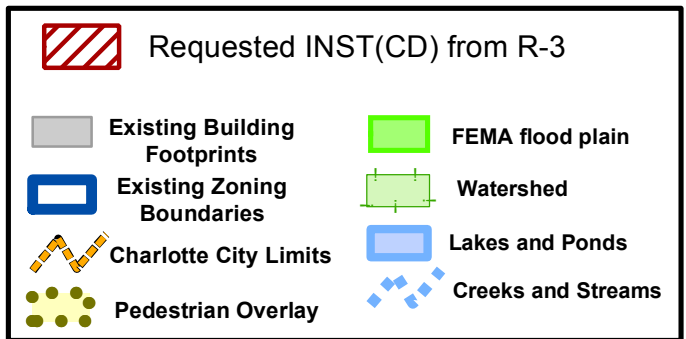 Requested INST(CD) from R-3
Existing Building
Footprints
Existing Zoning
Boundaries
Charlotte City Limits
Pedestrian Overlay
FEMA flood plain
Watershed
Lakes and Ponds
Creeks and Streams